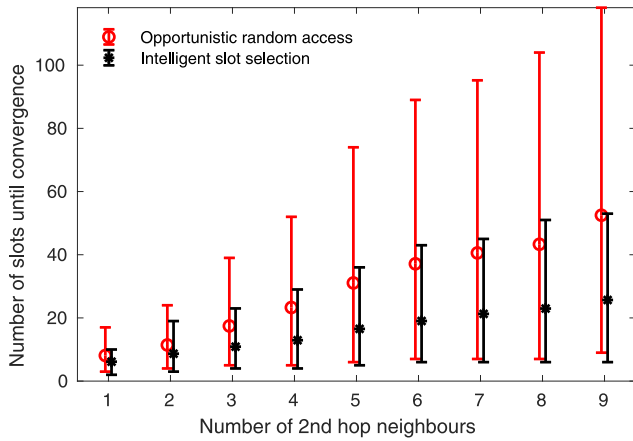 Opportunistic random access
Intelligent slot selection
Number of slots until convergence
100
80
60
40
20
0
1 2 3 4 5 6 7 8 9
Number of 2nd hop neighbours